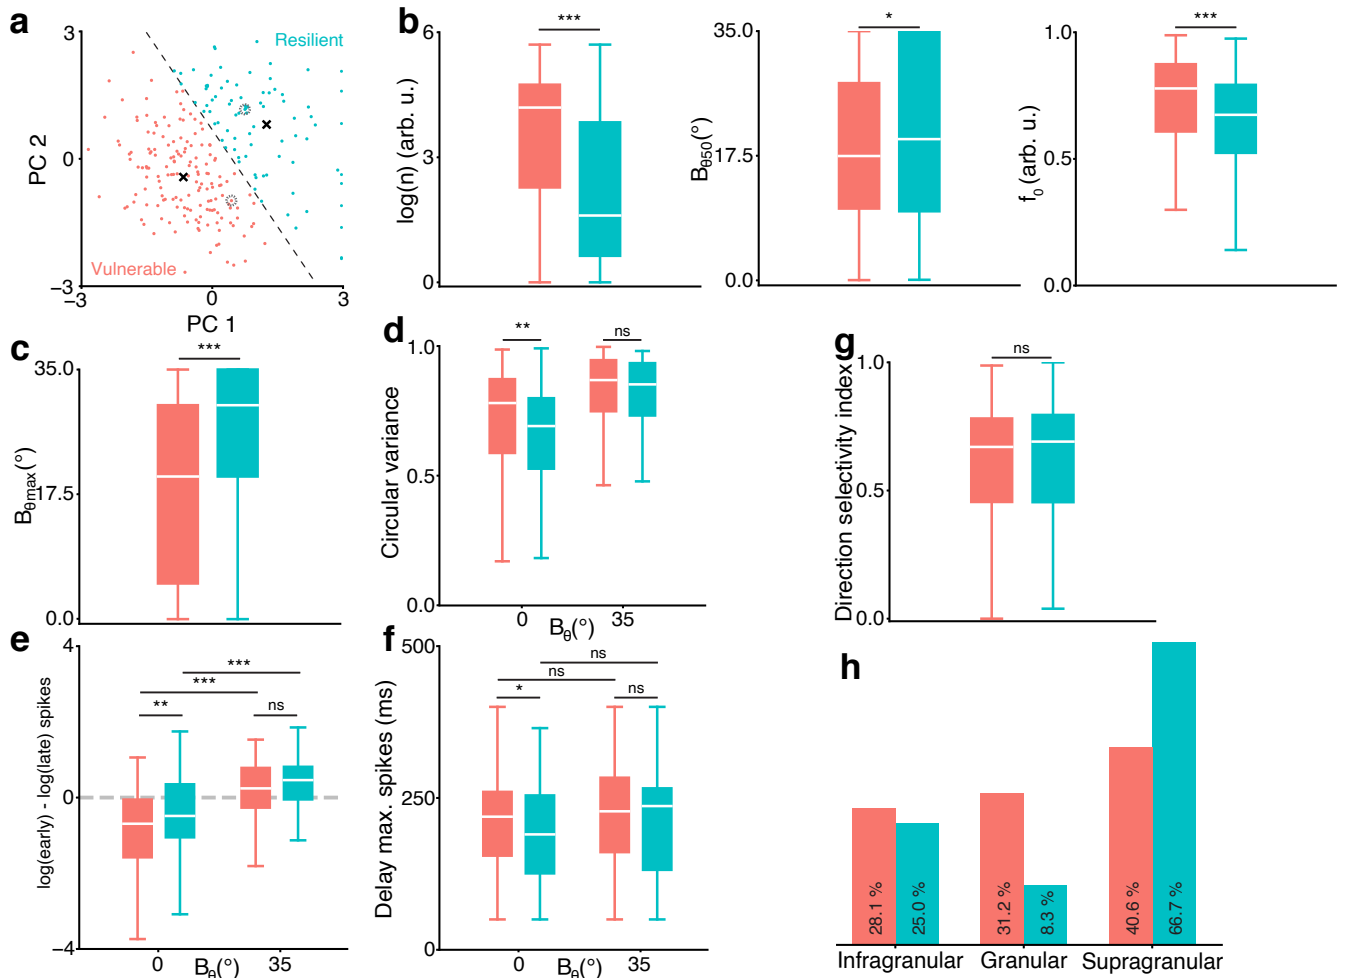 a
3
0
−3
PC 2
Resilient
Vulnerable
−3
0
3
PC 1
b
6
3
0
log(n) (arb. u.)
***
35.0
17.5
0.0
Bθ50(°)
*
1.0
0.5
0.0
f0 (arb. u.)
***
c
35.0
17.5
0.0
Bθmax(°)
***
d
1.0
0.5
0.0
Circular variance
**
ns
0
35
Bθ(°)
g
1.0
0.5
0.0
Direction selectivity index
ns
e
4
0
−4
log(early) - log(late) spikes
***
***
**
ns
0
35
Bθ(°)
f
500
250
0
Delay max. spikes (ms)
ns
ns
*
ns
0
35
Bθ(°)
h
28.1 %
25.0 %
31.2 %
8.3 %
40.6 %
66.7 %
Infragranular
Granular
Supragranular